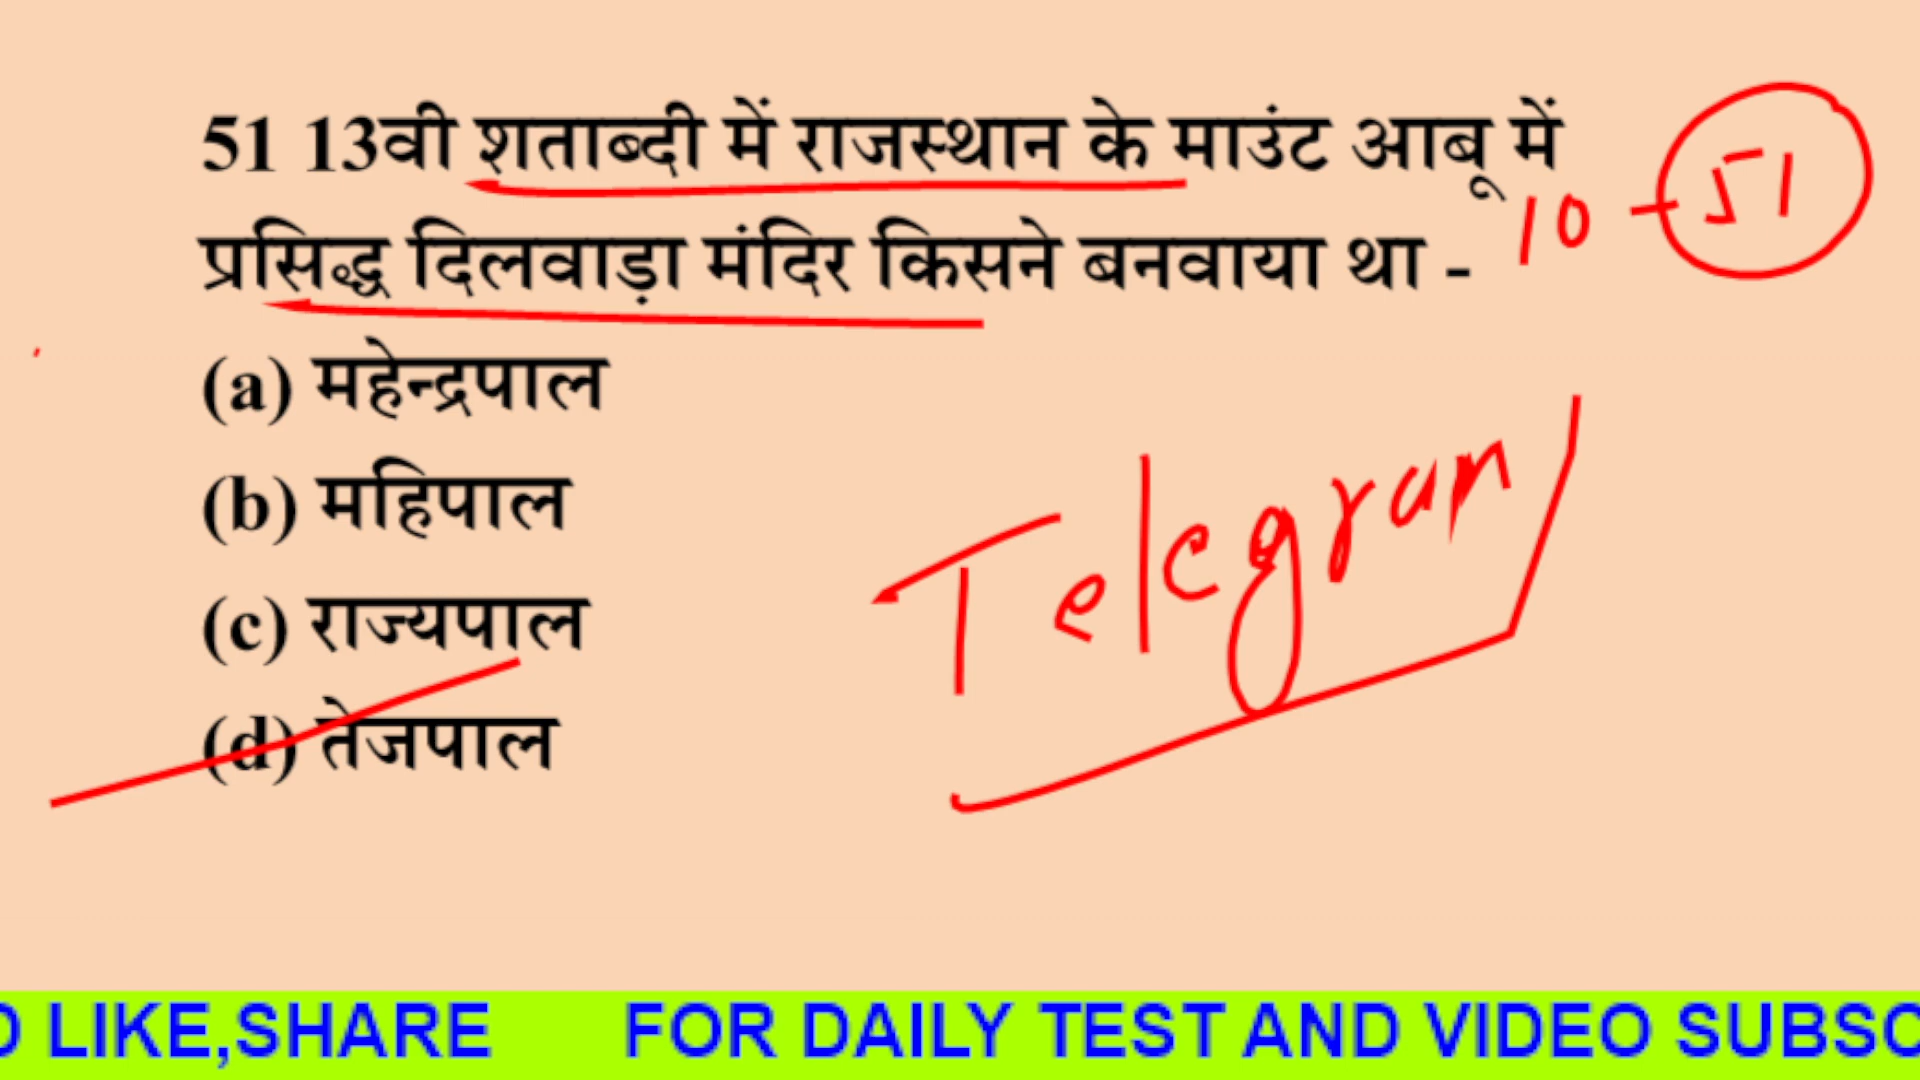 51 13वी शताब्दी में राजस्थान के माउंट आबू में
प्रसिद्ध दिलवाड़ा मंदिर किसने बनवाया था -
10 - 51
(a) महेन्द्रपाल
(b) महिपाल
(c) राज्यपाल
(d) तेजपाल
Telegram
LIKE,SHARE FOR DAILY TEST AND VIDEO